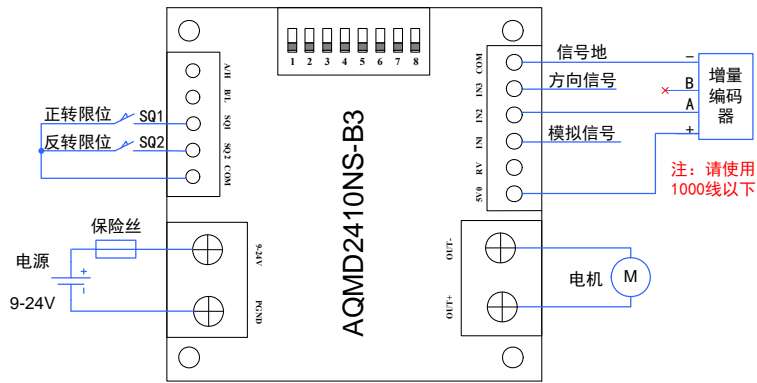 1 2 3 4 5 6 7 8
A/H
B/L
SQ1
SQ2
COM
正转限位
SQ1
反转限位
SQ2
保险丝
电源
+
−
9-24V
9-24V
PGND
AQMD2410NS-B3
COM
IN3
IN2
IN1
RV
5V0
信号地
方向信号
模拟信号
−
B
A
+
增量
编码
器
注：请使用
1000线以下
OUT-
OUT+
电机
M